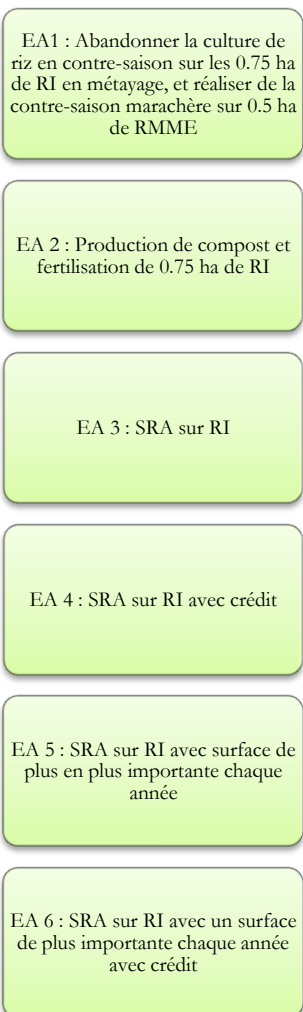 EA1 : Abandonner la culture de
riz en contre-saison sur les 0.75 ha
de RI en métayage, et réaliser de la
contre-saison marachère sur 0.5 ha
de RMME
EA 2 : Production de compost et
fertilisation de 0.75 ha de RI
EA 3 : SRA sur RI
EA 4 : SRA sur RI avec crédit
EA 5 : SRA sur RI avec surface de
plus en plus importante chaque
année
EA 6 : SRA sur RI avec un surface
de plus importante chaque année
avec crédit